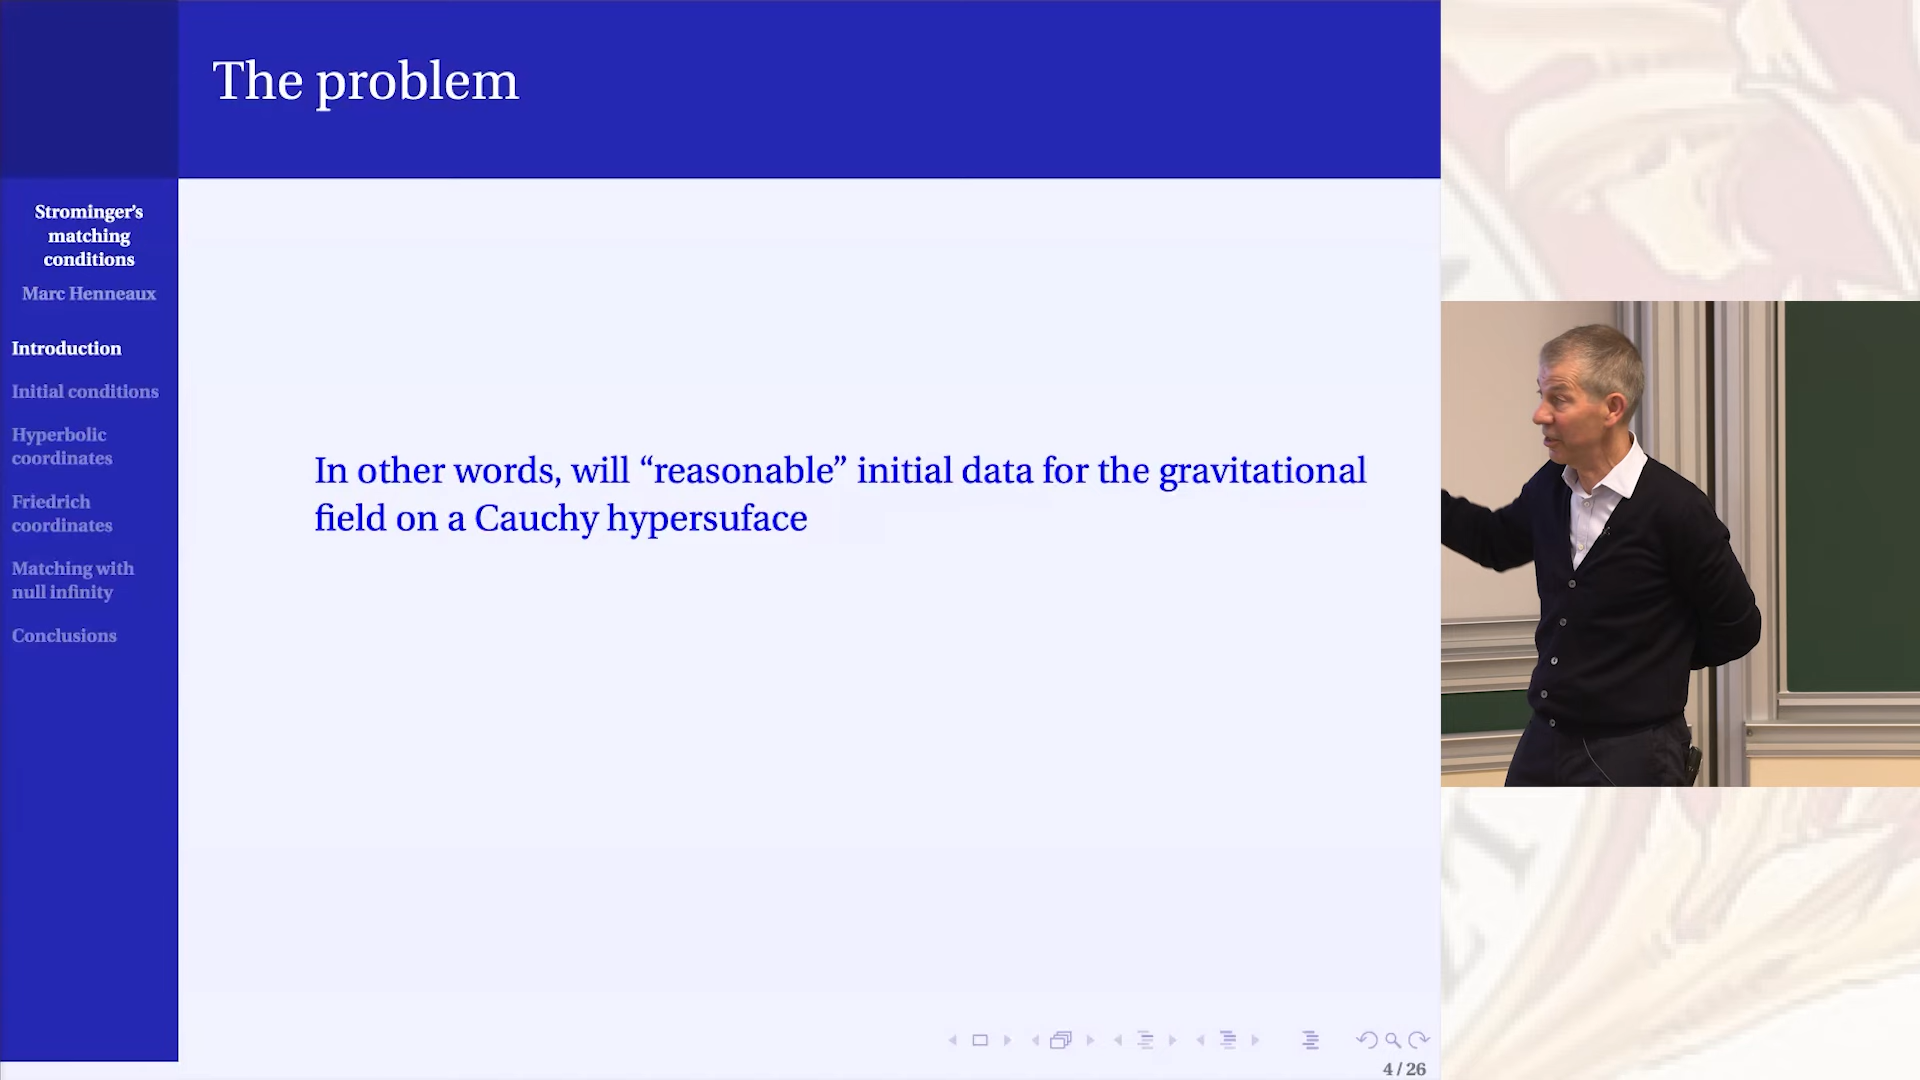 The problem
Strominger’s
matching
conditions
Marc Henneaux
Introduction
Initial conditions
Hyperbolic
coordinates
Friedrich
coordinates
Matching with
null infinity
Conclusions
In other words, will “reasonable” initial data for the gravitational
field on a Cauchy hypersuface
4 / 26